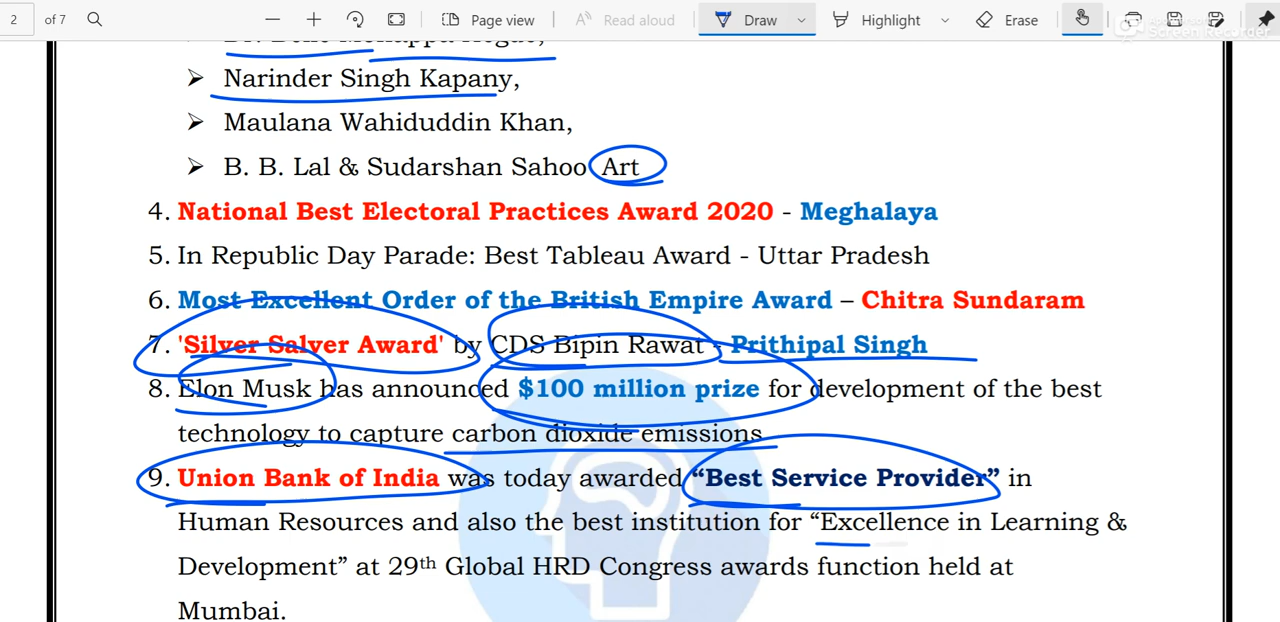 2 of 7 Page view Read aloud Draw Highlight Erase
Screen Recorder
➤ Narinder Singh Kapany,
➤ Maulana Wahiduddin Khan,
➤ B. B. Lal & Sudarshan Sahoo Art
4. National Best Electoral Practices Award 2020 - Meghalaya
5. In Republic Day Parade: Best Tableau Award - Uttar Pradesh
6. Most Excellent Order of the British Empire Award – Chitra Sundaram
7. 'Silver Salver Award' by CDS Bipin Rawat - Prithipal Singh
8. Elon Musk has announced $100 million prize for development of the best
technology to capture carbon dioxide emissions
9. Union Bank of India was today awarded “Best Service Provider” in
Human Resources and also the best institution for “Excellence in Learning &
Development” at 29th Global HRD Congress awards function held at
Mumbai.